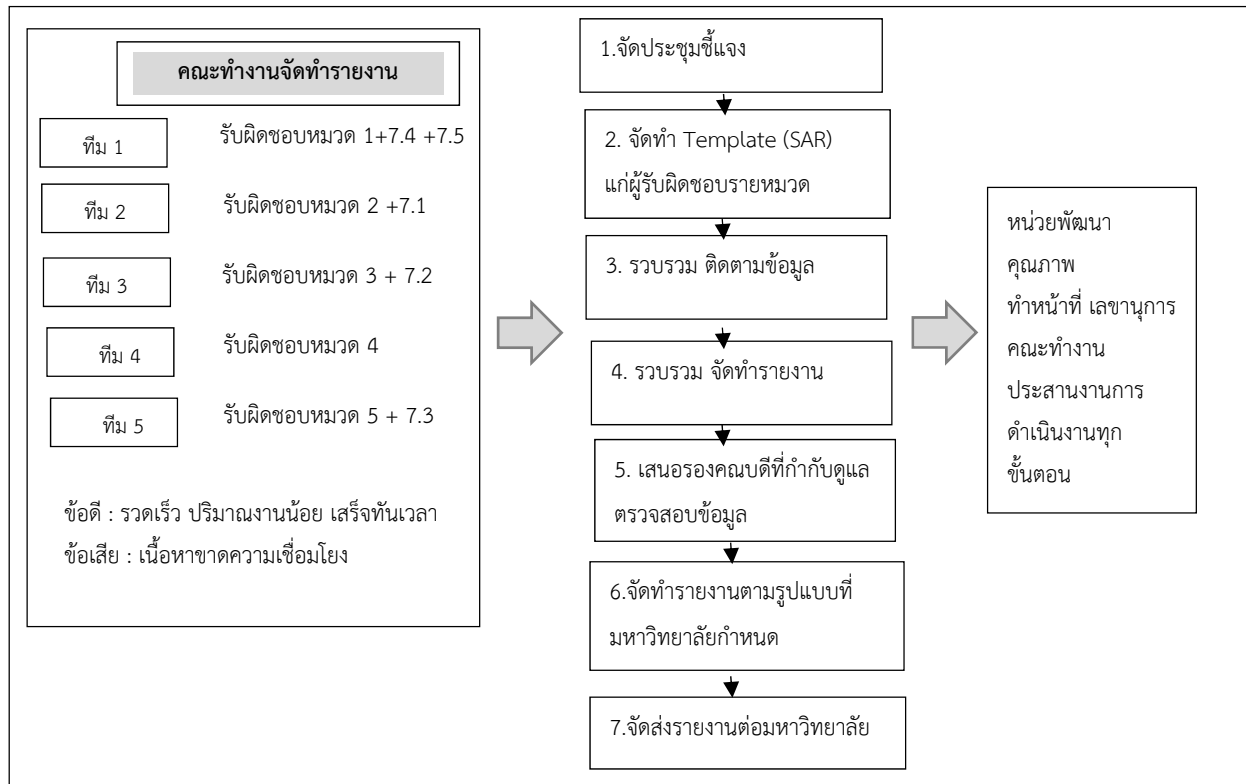 คณะทำงานจัดทำรายงาน
ทีม 1 รับผิดชอบหมวด 1+7.4 +7.5
ทีม 2 รับผิดชอบหมวด 2 +7.1
ทีม 3 รับผิดชอบหมวด 3 + 7.2
ทีม 4 รับผิดชอบหมวด 4
ทีม 5 รับผิดชอบหมวด 5 + 7.3
ข้อดี : รวดเร็ว ปริมาณงานน้อย เสร็จทันเวลา
ข้อเสีย : เนื้อหาขาดความเชื่อมโยง
1.จัดประชุมชี้แจง
2. จัดทำ Template (SAR)
แก่ผู้รับผิดชอบรายหมวด
3. รวบรวม ติดตามข้อมูล
4. รวบรวม จัดทำรายงาน
5. เสนอรองคณบดีที่กำกับดูแล
ตรวจสอบข้อมูล
6.จัดทำรายงานตามรูปแบบที่
มหาวิทยาลัยกำหนด
7.จัดส่งรายงานต่อมหาวิทยาลัย
หน่วยพัฒนา
คุณภาพ
ทำหน้าที่ เลขานุการ
คณะทำงาน
ประสานงานการ
ดำเนินงานทุก
ขั้นตอน